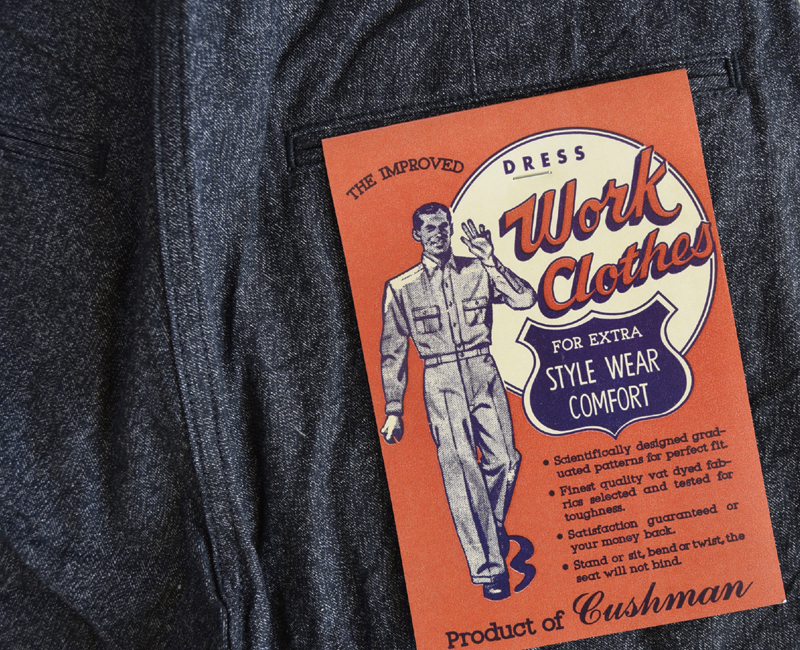 THE IMPROVED
DRESS
Work
Clothes
FOR EXTRA
STYLE WEAR
COMFORT
• Scientifically designed grad-
uated patterns for perfect fit.
• Finest quality vat dyed fab-
rics selected and tested for
toughness.
• Satisfaction guaranteed or
your money back.
• Stand or sit, bend or twist, the
seat will not bind.
Product of Cushman